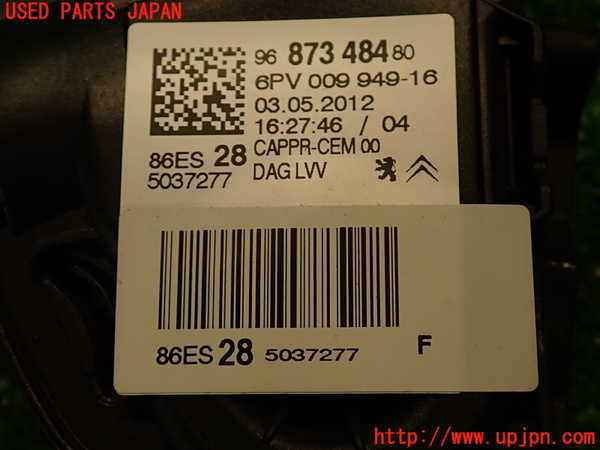 USED PARTS JAPAN
96 873 484 80
6PV 009 949-16
03.05.2012
16:27:46 / 04
86ES 28 CAPPR-CEM 00
5037277 DAG LVV
86ES 28 5037277 F
http://www.upjpn.com/